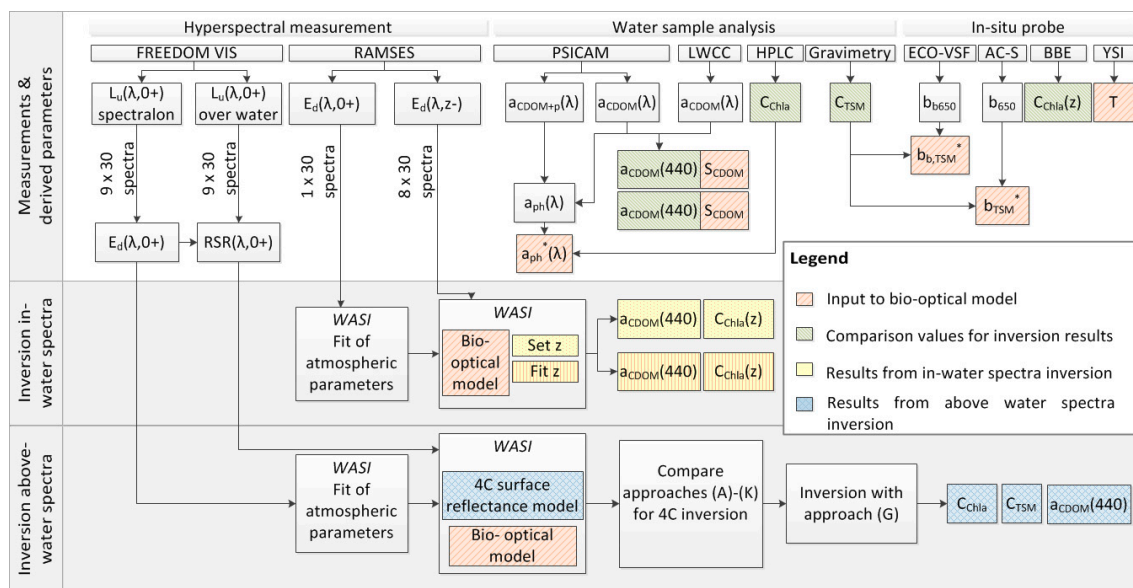 Hyperspectral measurement
Water sample analysis
In-situ probe
FREEDOM VIS
RAMSES
PSICAM
LWCC
HPLC
Gravimetry
ECO-VSF
AC-S
BBE
YSI
Measurements &
derived parameters
Lu(λ,0+)
spectralon
Lu(λ,0+)
over water
Ed(λ,0+)
Ed(λ,z-)
aCDOM+p(λ)
aCDOM(λ)
aCDOM(λ)
CChla
CTSM
bb650
b650
CChla(z)
T
9 x 30
spectra
9 x 30
spectra
1 x 30
spectra
8 x 30
spectra
bb,TSM*
aCDOM(440)
SCDOM
aph(λ)
aCDOM(440)
SCDOM
bTSM*
Ed(λ,0+)
RSR(λ,0+)
aph*(λ)
Legend
Input to bio-optical model
Comparison values for inversion results
Results from in-water spectra inversion
Results from above water spectra
inversion
Inversion in-
water spectra
WASI
Fit of
atmospheric
parameters
WASI
Bio-
optical
model
Set z
Fit z
aCDOM(440)
CChla(z)
aCDOM(440)
CChla(z)
Inversion above-
water spectra
WASI
Fit of
atmospheric
parameters
WASI
4C surface
reflectance model
Bio- optical
model
Compare
approaches (A)-(K)
for 4C inversion
Inversion with
approach (G)
CChla
CTSM
aCDOM(440)